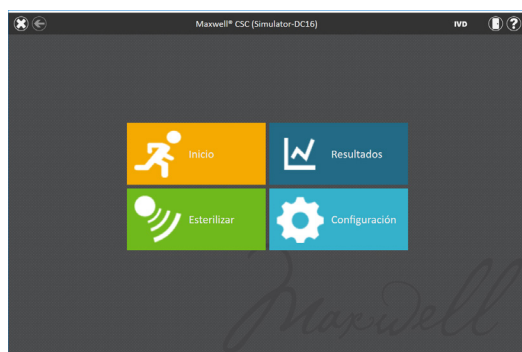 Maxwell® CSC (Simulator-DC16)
IVD
?
Inicio
Resultados
Esterilizar
Configuración
Maxwell